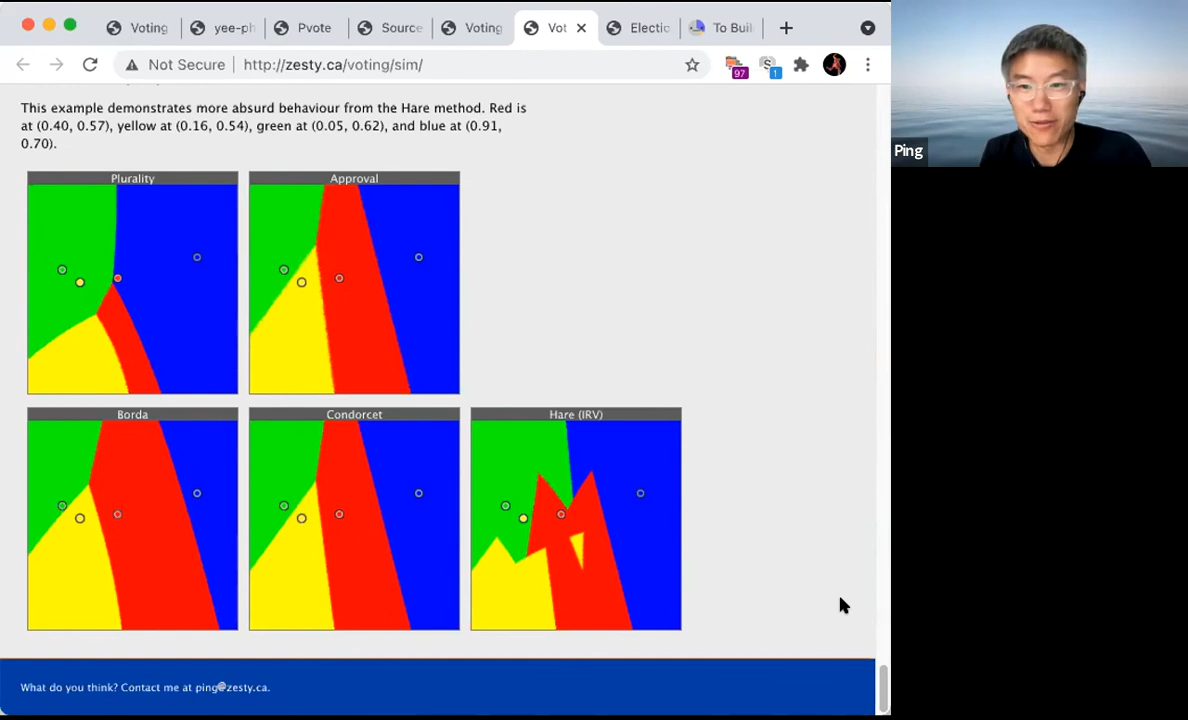 Voting
yee-ph
Pvote
Source
Voting
Vot
Electio
To Buil
Not Secure
http://zesty.ca/voting/sim/
97
1
This example demonstrates more absurd behaviour from the Hare method. Red is
at (0.40, 0.57), yellow at (0.16, 0.54), green at (0.05, 0.62), and blue at (0.91,
0.70).
Plurality
Approval
Borda
Condorcet
Hare (IRV)
What do you think? Contact me at ping@zesty.ca.
Ping